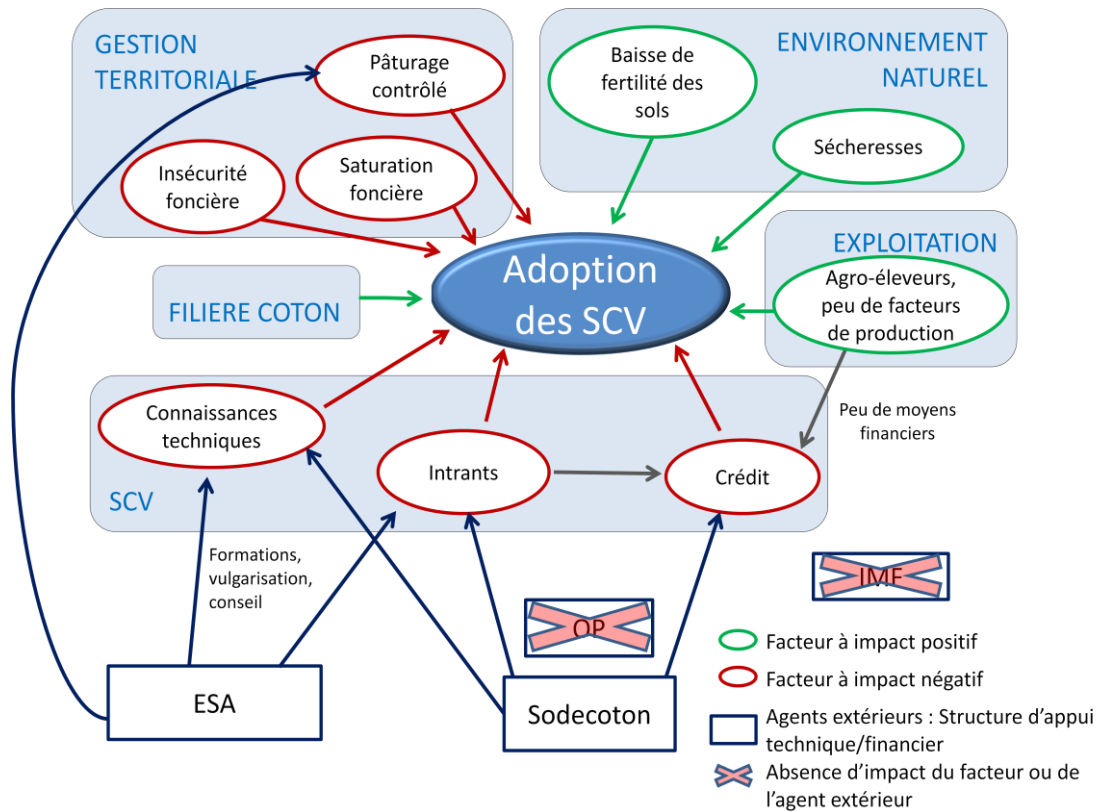 GESTION
TERRITORIALE
Pâturage
contrôlé
Insécurité
foncière
Saturation
foncière
ENVIRONNEMENT
NATUREL
Baisse de
fertilité des
sols
Sécheresses
EXPLOITATION
Agro-éleveurs,
peu de facteurs
de production
Adoption
des SCV
FILIERE COTON
Peu de moyens
financiers
Connaissances
techniques
Intrants
Crédit
SCV
Formations,
vulgarisation,
conseil
IMF
OP
ESA
Sodecoton
Facteur à impact positif
Facteur à impact négatif
Agents extérieurs : Structure d’appui
technique/financier
Absence d’impact du facteur ou de
l’agent extérieur